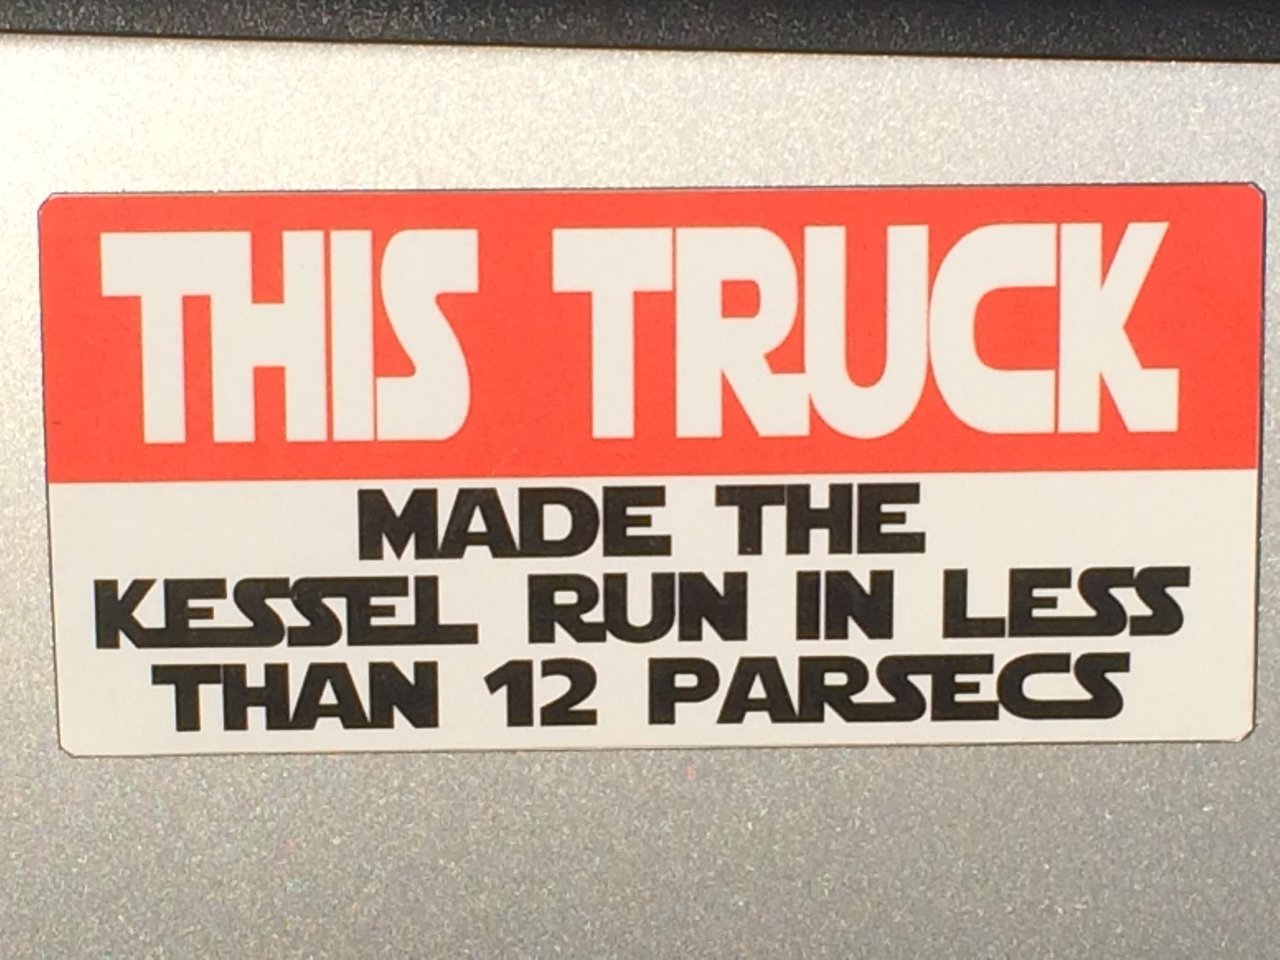 THIS TRUCK
MADE THE
KESSEL RUN IN LESS
THAN 12 PARSECS